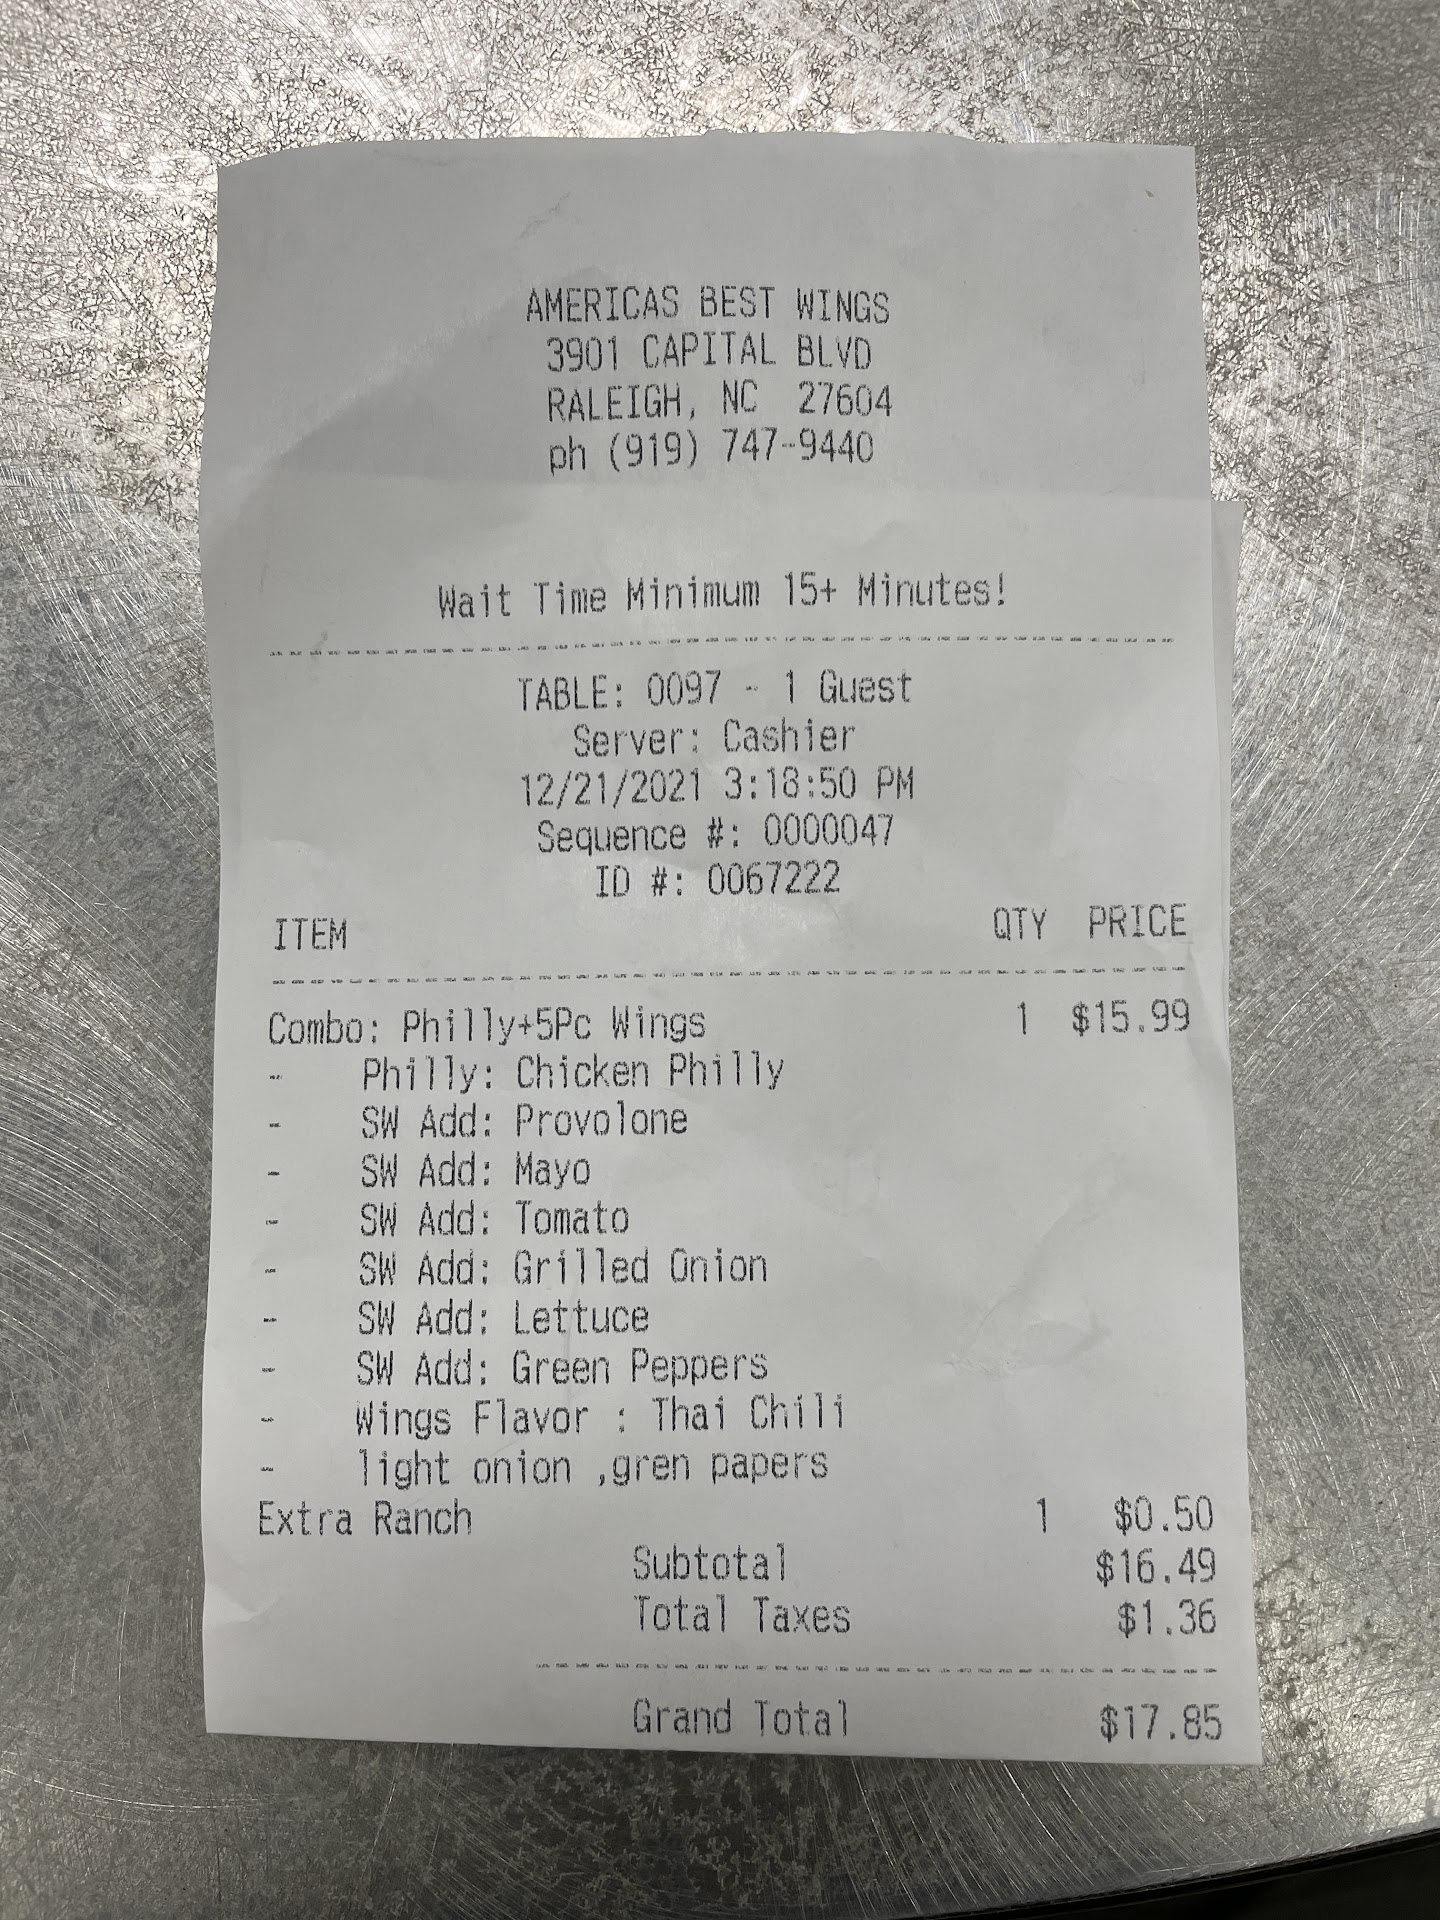 AMERICAS BEST WINGS
3901 CAPITAL BLVD
RALEIGH, NC 27604
ph (919) 747-9440
Wait Time Minimum 15+ Minutes!
TABLE: 0097 - 1 Guest
Server: Cashier
12/21/2021 3:18:50 PM
Sequence #: 0000047
ID #: 0067222
ITEM QTY PRICE
Combo: Philly+5Pc Wings 1 $15.99
- Philly: Chicken Philly
- SW Add: Provolone
- SW Add: Mayo
- SW Add: Tomato
- SW Add: Grilled Onion
- SW Add: Lettuce
- SW Add: Green Peppers
- Wings Flavor : Thai Chili
- light onion ,gren papers
Extra Ranch 1 $0.50
Subtotal $16.49
Total Taxes $1.36
Grand Total $17.85